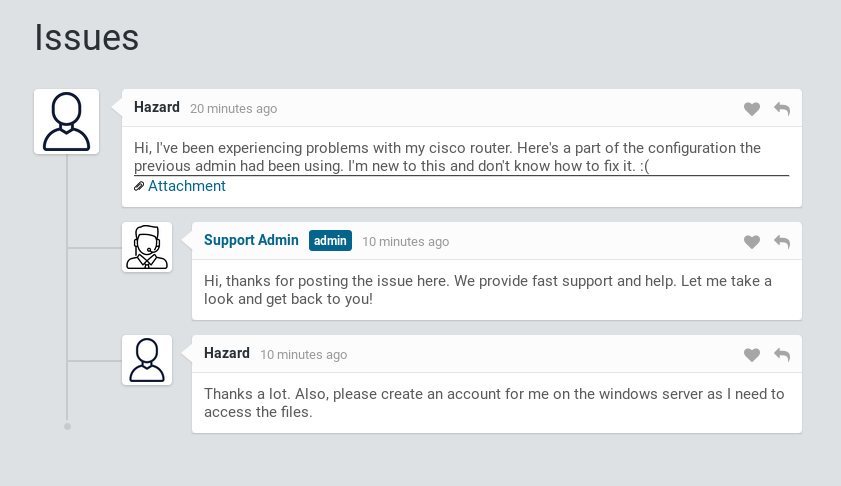 Issues
Hazard 20 minutes ago
Hi, I've been experiencing problems with my cisco router. Here's a part of the configuration the
previous admin had been using. I'm new to this and don't know how to fix it. :(
Attachment
Support Admin admin 10 minutes ago
Hi, thanks for posting the issue here. We provide fast support and help. Let me take a
look and get back to you!
Hazard 10 minutes ago
Thanks a lot. Also, please create an account for me on the windows server as I need to
access the files.